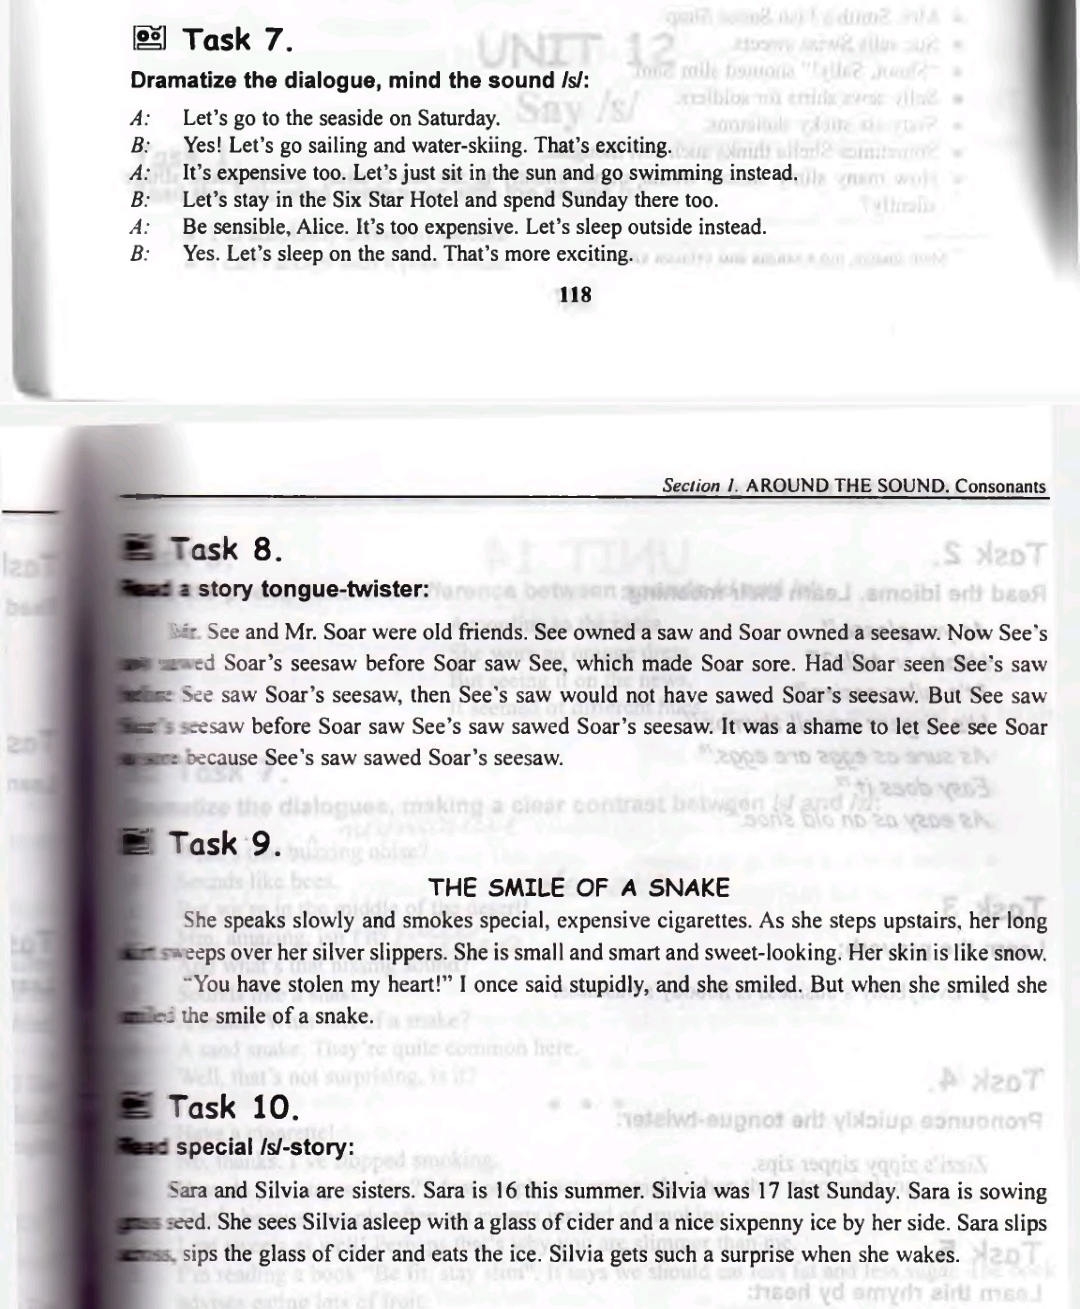 Task 7.
Dramatize the dialogue, mind the sound /s/:
A: Let's go to the seaside on Saturday.
B: Yes! Let's go sailing and water-skiing. That's exciting.
A: It's expensive too. Let's just sit in the sun and go swimming instead.
B: Let's stay in the Six Star Hotel and spend Sunday there too.
A: Be sensible, Alice. It's too expensive. Let's sleep outside instead.
B: Yes. Let's sleep on the sand. That's more exciting.
118
Section 1. AROUND THE SOUND. Consonants
Task 8.
Read a story tongue-twister:
Mr. See and Mr. Soar were old friends. See owned a saw and Soar owned a seesaw. Now See's
sawed Soar's seesaw before Soar saw See, which made Soar sore. Had Soar seen See's saw
before See saw Soar's seesaw, then See's saw would not have sawed Soar's seesaw. But See saw
Soar's seesaw before Soar saw See's saw sawed Soar's seesaw. It was a shame to let See see Soar
because See's saw sawed Soar's seesaw.
Task 9.
THE SMILE OF A SNAKE
She speaks slowly and smokes special, expensive cigarettes. As she steps upstairs, her long
skirt sweeps over her silver slippers. She is small and smart and sweet-looking. Her skin is like snow.
"You have stolen my heart!" I once said stupidly, and she smiled. But when she smiled she
smiled the smile of a snake.
Task 10.
Read special /s/-story:
Sara and Silvia are sisters. Sara is 16 this summer. Silvia was 17 last Sunday. Sara is sowing
grass seed. She sees Silvia asleep with a glass of cider and a nice sixpenny ice by her side. Sara slips
across, sips the glass of cider and eats the ice. Silvia gets such a surprise when she wakes.